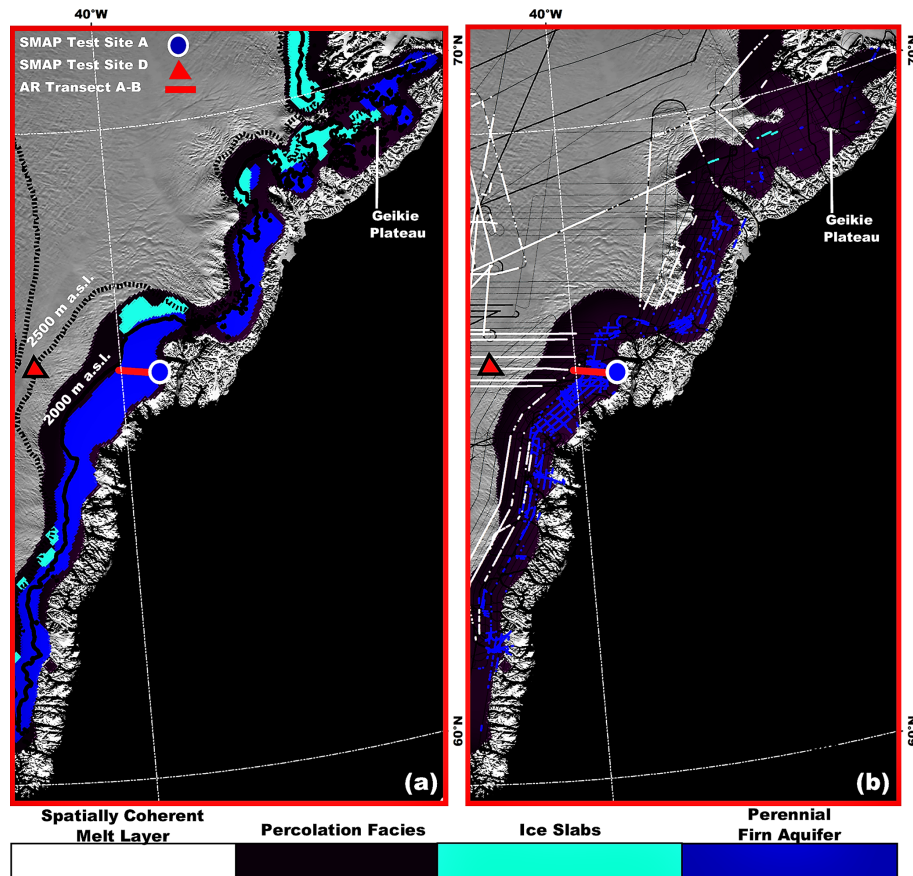 40°W
40°W
SMAP Test Site A
SMAP Test Site D
AR Transect A-B
70°N
70°N
Geikie
Plateau
Geikie
Plateau
2500 m a.s.l.
2000 m a.s.l.
60°N
60°N
(a)
(b)
Spatially Coherent
Melt Layer
Percolation Facies
Ice Slabs
Perennial
Firn Aquifer